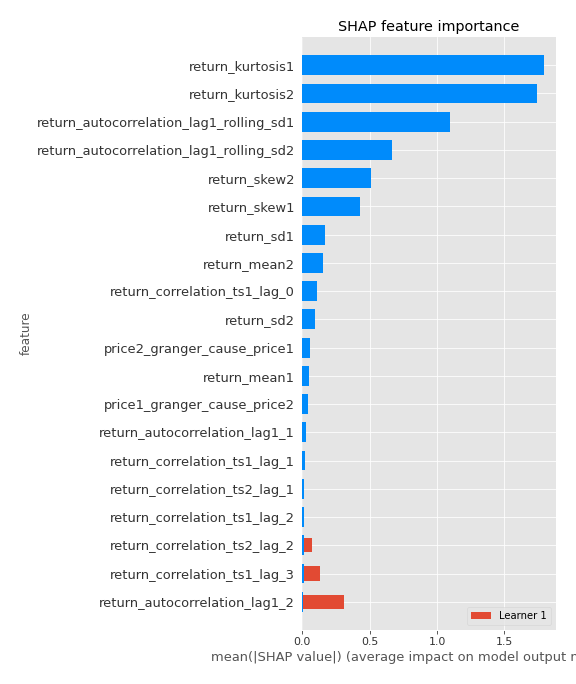 SHAP feature importance
return_kurtosis1
return_kurtosis2
return_autocorrelation_lag1_rolling_sd1
return_autocorrelation_lag1_rolling_sd2
return_skew2
return_skew1
return_sd1
return_mean2
return_correlation_ts1_lag_0
return_sd2
price2_granger_cause_price1
return_mean1
price1_granger_cause_price2
return_autocorrelation_lag1_1
return_correlation_ts1_lag_1
return_correlation_ts2_lag_1
return_correlation_ts1_lag_2
return_correlation_ts2_lag_2
return_correlation_ts1_lag_3
return_autocorrelation_lag1_2
feature
Learner 1
0.0 0.5 1.0 1.5
mean(|SHAP value|) (average impact on model output